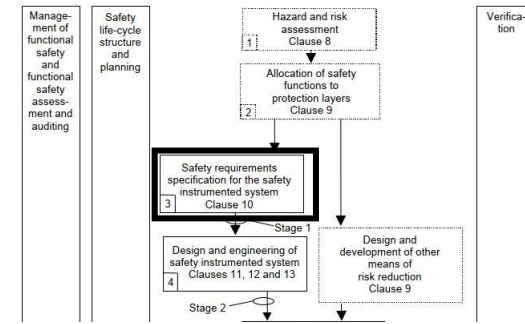 Manage-
ment of
functional
safety
and
functional
safety
assess-
ment and
auditing
Safety
life-cycle
structure
and
planning
Hazard and risk
assessment
Clause 8
1
Allocation of safety
functions to
protection layers
Clause 9
2
Safety requirements
specification for the safety
instrumented system
Clause 10
3
Stage 1
Design and engineering of
safety instrumented system
Clauses 11, 12 and 13
4
Design and
development of other
means of
risk reduction
Clause 9
Stage 2
Verifica-
tion